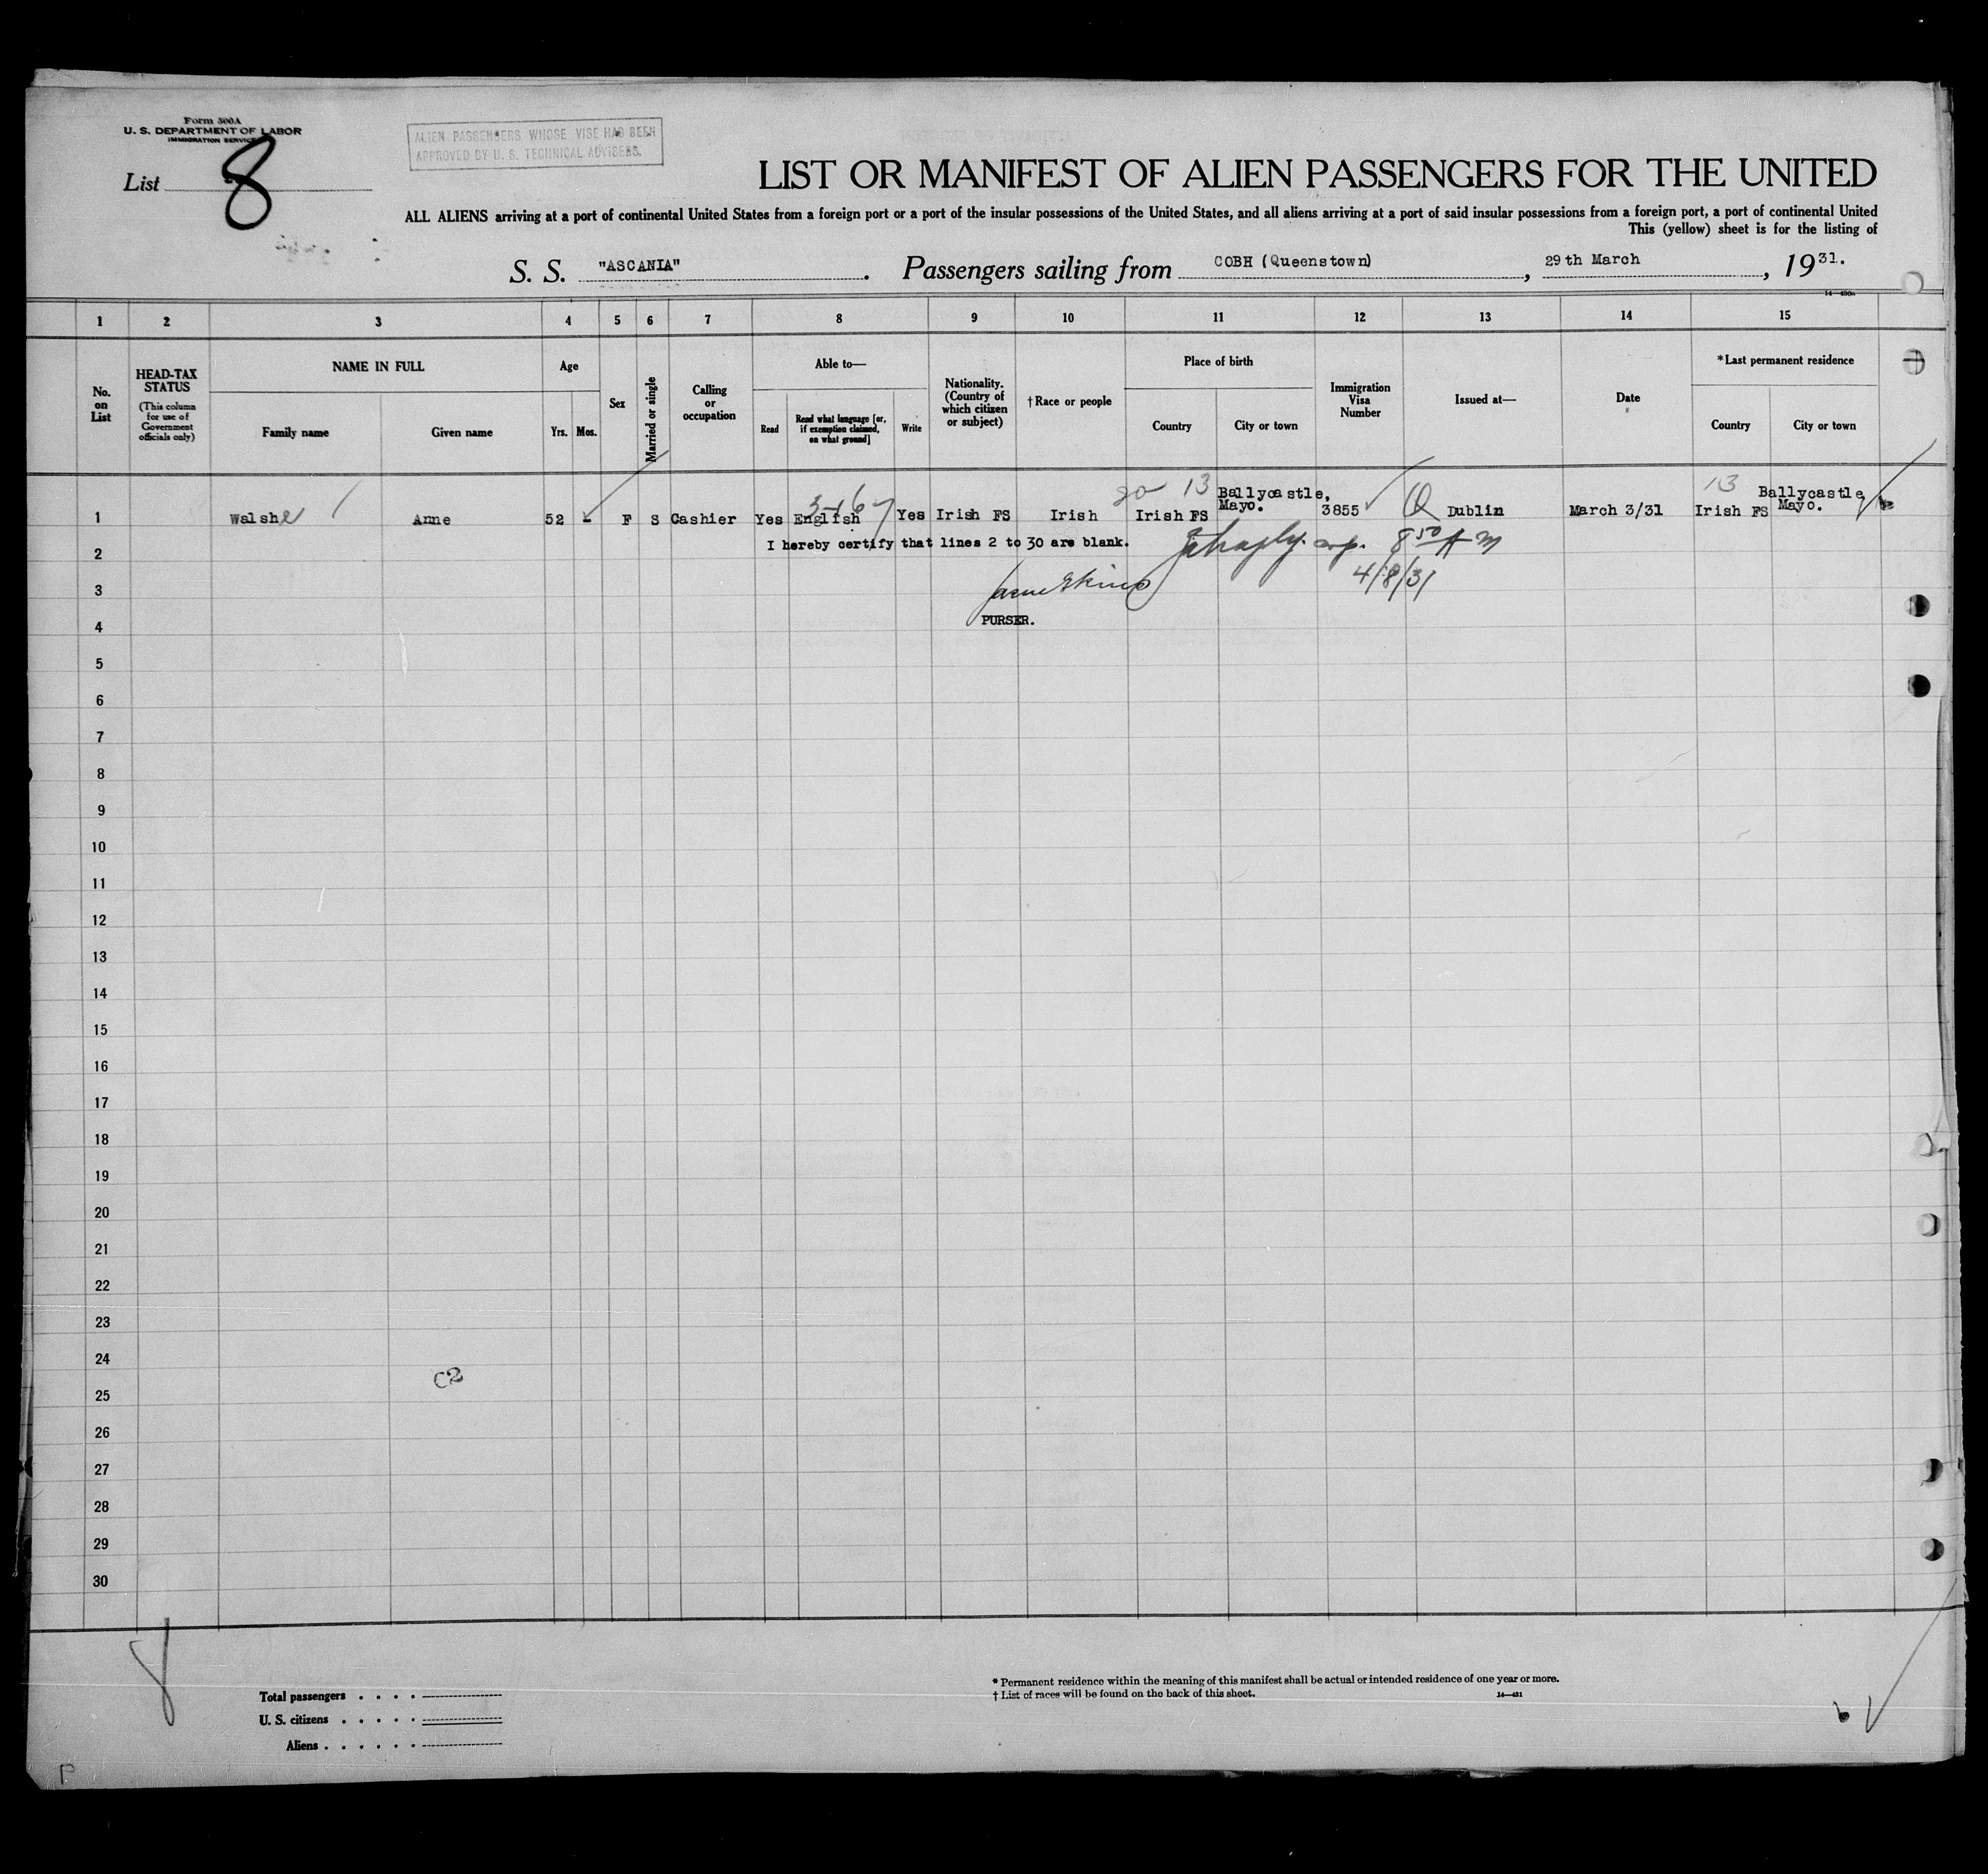 Form 500A
U. S. DEPARTMENT OF LABOR
IMMIGRATION SERVICE
List 8
ALIEN PASSENGERS WHOSE VISE HAS BEEN
APPROVED BY U. S. TECHNICAL ADVISERS.
LIST OR MANIFEST OF ALIEN PASSENGERS FOR THE UNITED
ALL ALIENS arriving at a port of continental United States from a foreign port or a port of the insular possessions of the United States, and all aliens arriving at a port of said insular possessions from a foreign port, a port of continental United
This (yellow) sheet is for the listing of
S. S. "ASCANIA". Passengers sailing from COBH (Queenstown), 29th March, 1931.
1 2 3 4 5 6 7 8 9 10 11 12 13 14 15
No. on List
HEAD-TAX STATUS
(This column for use of Government officials only)
NAME IN FULL
Family name Given name
Age
Yrs. Mos.
Sex
Married or single
Calling or occupation
Able to—
Read Read what language [or, if exemption claimed, on what ground] Write
Nationality. (Country of which citizen or subject)
†Race or people
Place of birth
Country City or town
Immigration Visa Number
Issued at—
Date
*Last permanent residence
Country City or town
20 13 13
1 Walshe Anne 52 - F S Cashier Yes English Yes Irish FS Irish Irish FS Ballycastle, Mayo. 3855 Dublin March 3/31 Irish FS Ballycastle, Mayo.
2 I hereby certify that lines 2 to 30 are blank. 8 50 A M
4/8/31
3
PURSER.
4
5
6
7
8
9
10
11
12
13
14
15
16
17
18
19
20
21
22
23
24
C2
25
26
27
28
29
30
8
Total passengers . . . .
U. S. citizens . . . . .
Aliens . . . . . .
* Permanent residence within the meaning of this manifest shall be actual or intended residence of one year or more.
† List of races will be found on the back of this sheet. 14—431
P